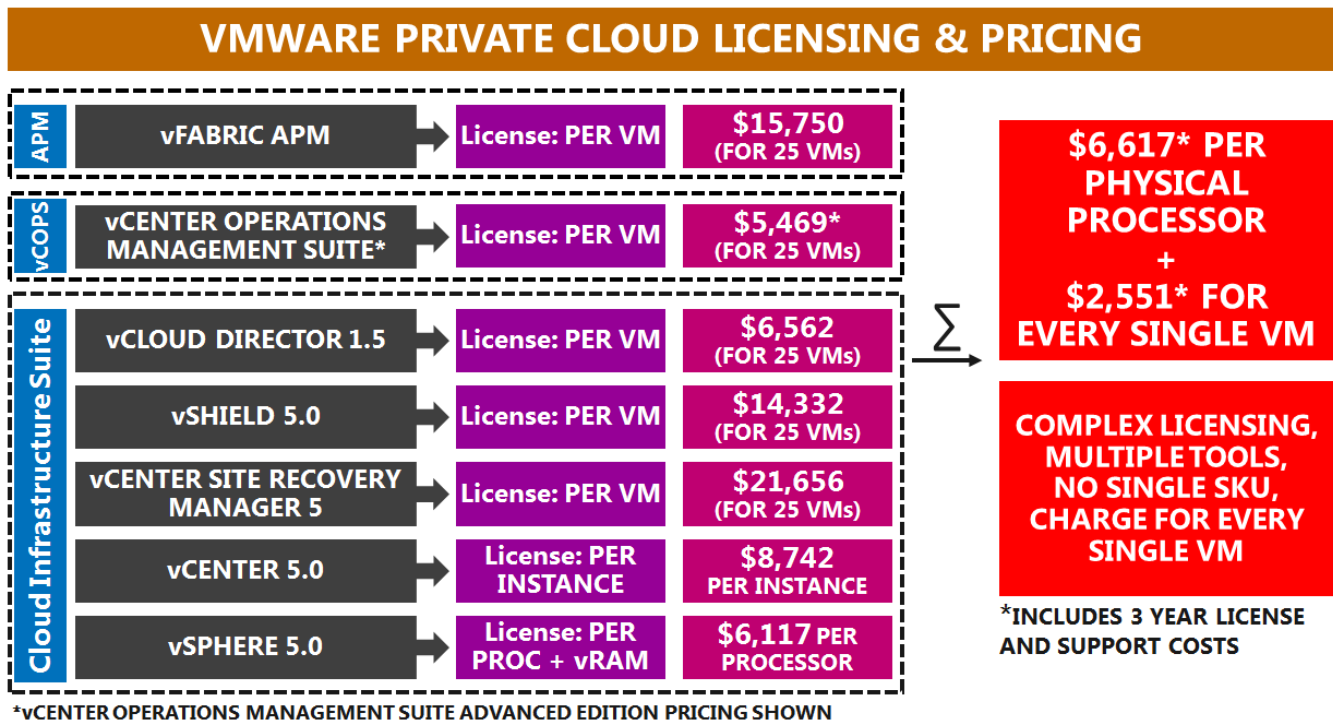 VMWARE PRIVATE CLOUD LICENSING & PRICING
APM
vFABRIC APM
License: PER VM
$15,750
(FOR 25 VMs)
vCOPS
vCENTER OPERATIONS
MANAGEMENT SUITE*
License: PER VM
$5,469*
(FOR 25 VMs)
Cloud Infrastructure Suite
vCLOUD DIRECTOR 1.5
License: PER VM
$6,562
(FOR 25 VMs)
vSHIELD 5.0
License: PER VM
$14,332
(FOR 25 VMs)
vCENTER SITE RECOVERY
MANAGER 5
License: PER VM
$21,656
(FOR 25 VMs)
vCENTER 5.0
License: PER
INSTANCE
$8,742
PER INSTANCE
vSPHERE 5.0
License: PER
PROC + vRAM
$6,117 PER
PROCESSOR
*vCENTER OPERATIONS MANAGEMENT SUITE ADVANCED EDITION PRICING SHOWN
∑
$6,617* PER
PHYSICAL
PROCESSOR
+
$2,551* FOR
EVERY SINGLE VM
COMPLEX LICENSING,
MULTIPLE TOOLS,
NO SINGLE SKU,
CHARGE FOR EVERY
SINGLE VM
*INCLUDES 3 YEAR LICENSE
AND SUPPORT COSTS